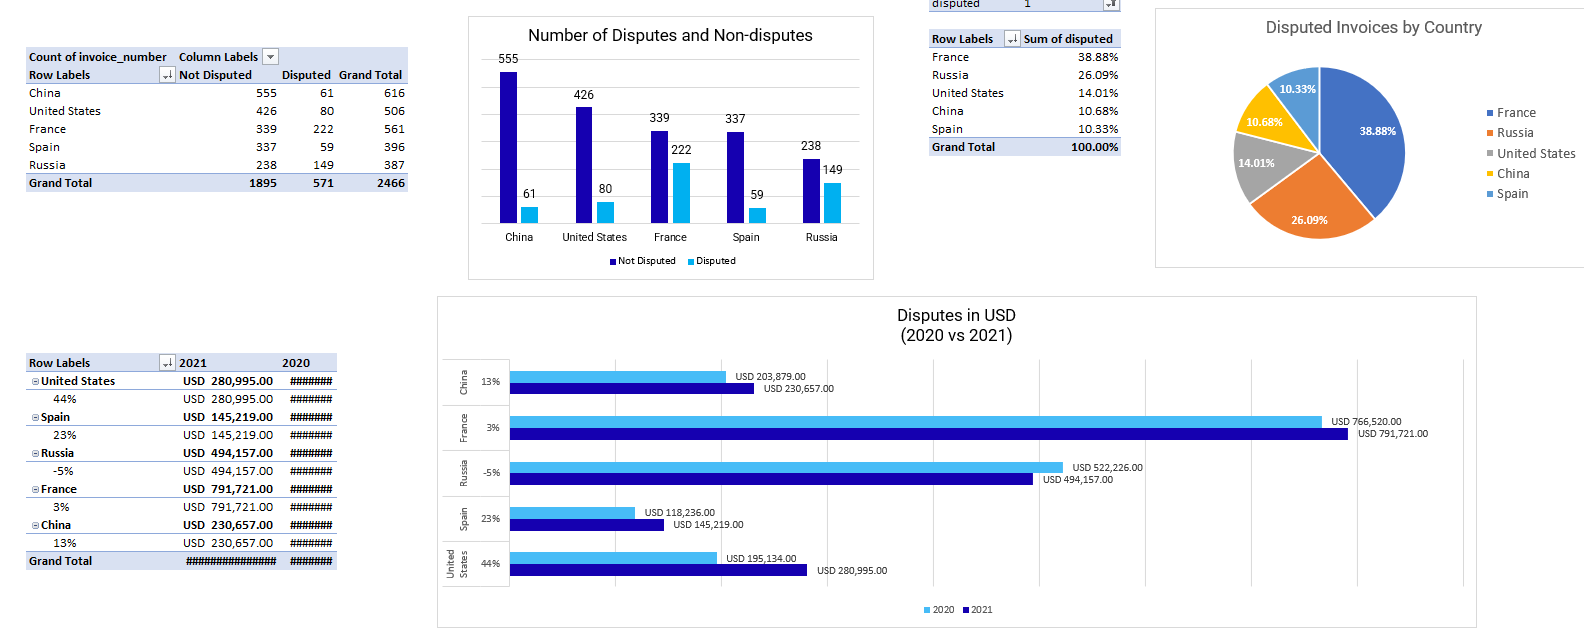 Count of invoice_number Column Labels
Row Labels Not Disputed Disputed Grand Total
China 555 61 616
United States 426 80 506
France 339 222 561
Spain 337 59 396
Russia 238 149 387
Grand Total 1895 571 2466
Number of Disputes and Non-disputes
555
426
339
337
238
222
149
61
80
59
China United States France Spain Russia
Not Disputed Disputed
disputed 1
Row Labels Sum of disputed
France 38.88%
Russia 26.09%
United States 14.01%
China 10.68%
Spain 10.33%
Grand Total 100.00%
Disputed Invoices by Country
10.33%
10.68%
38.88%
14.01%
26.09%
France
Russia
United States
China
Spain
Row Labels 2021 2020
United States USD 280,995.00 #######
44% USD 280,995.00 #######
Spain USD 145,219.00 #######
23% USD 145,219.00 #######
Russia USD 494,157.00 #######
-5% USD 494,157.00 #######
France USD 791,721.00 #######
3% USD 791,721.00 #######
China USD 230,657.00 #######
13% USD 230,657.00 #######
Grand Total ############### #######
Disputes in USD
(2020 vs 2021)
China 13% USD 203,879.00
USD 230,657.00
France 3% USD 766,520.00
USD 791,721.00
Russia -5% USD 522,226.00
USD 494,157.00
Spain 23% USD 118,236.00
USD 145,219.00
United States 44% USD 195,134.00
USD 280,995.00
2020 2021